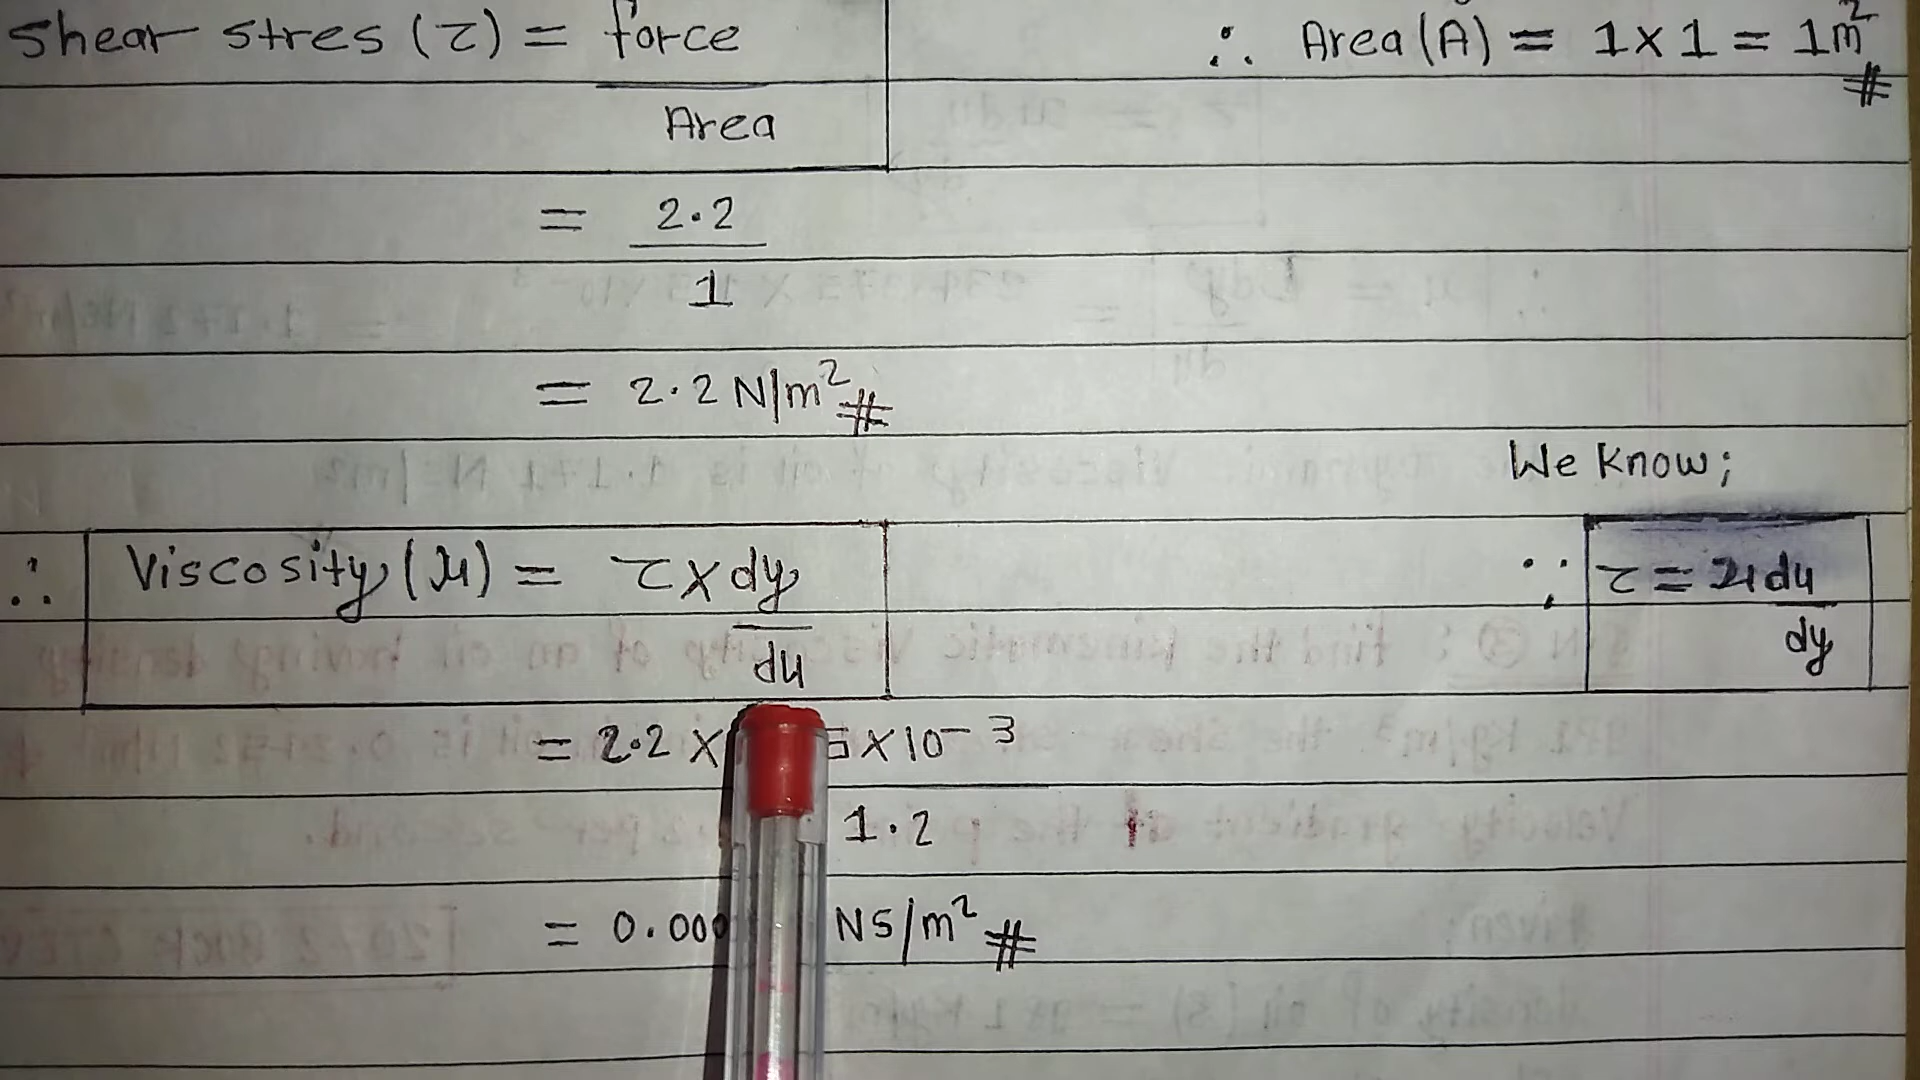 Shear stres (τ) = force
Area
∴ Area (A) = 1 × 1 = 1m²
#
= 2.2
1
= 2.2 N/m² #
We Know;
∴ Viscosity (μ) = τ × dy
du
∵ τ = μ du
dy
= 2.2 × 5 × 10⁻³
1.2
= 0.000 NS/m² #